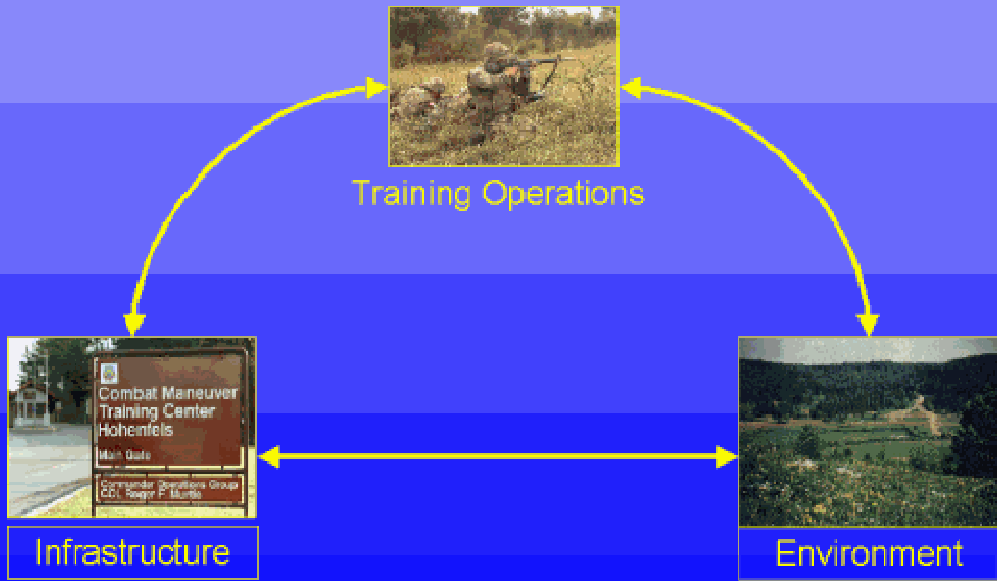 Training Operations
Combat Maneuver
Training Center
Hohenfels
Main Gate
Commander Operations Group
Infrastructure
Environment